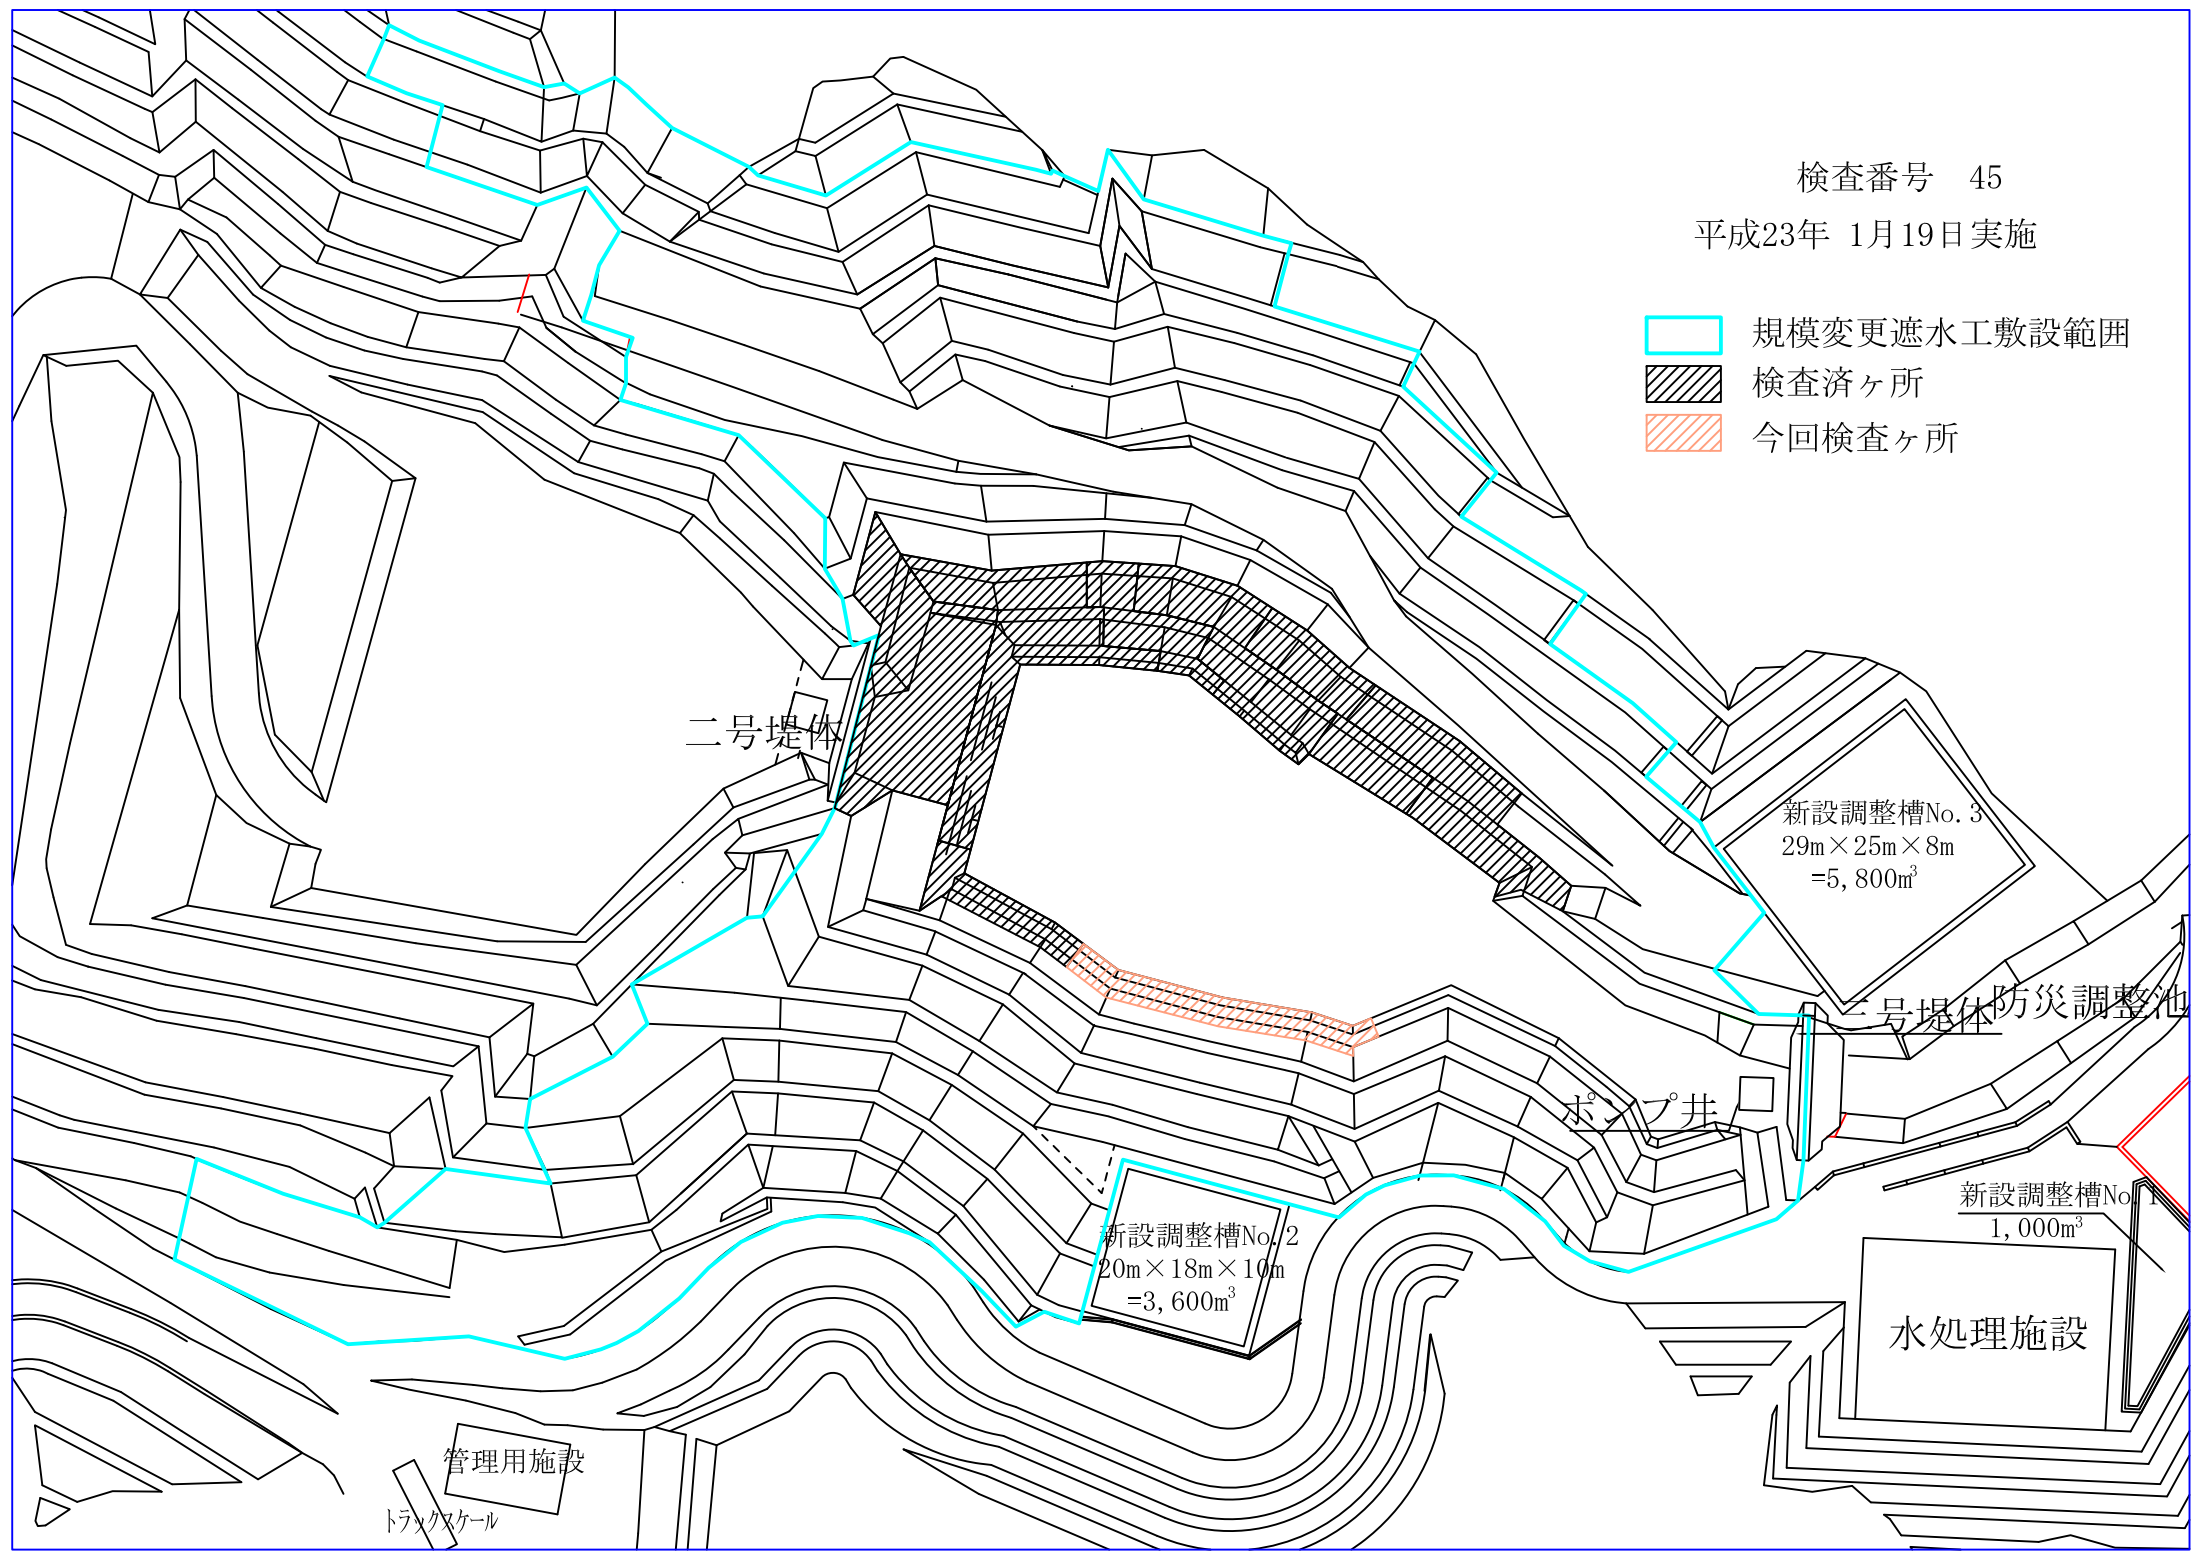 検査番号　45
平成23年 1月19日実施
規模変更遮水工敷設範囲
検査済ヶ所
今回検査ヶ所
二号堤体
新設調整槽No.3
29m×25m×8m
=5,800m³
三号堤体
防災調整池
ポンプ井
新設調整槽No.1
1,000m³
新設調整槽No.2
20m×18m×10m
=3,600m³
水処理施設
管理用施設
トラックスケール